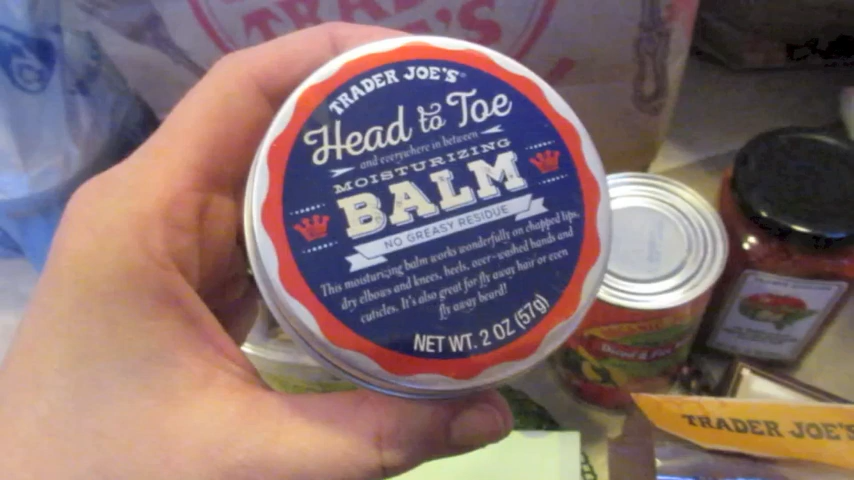 TRADER JOE'S
TRADER JOE'S®
Head to Toe
and everywhere in between
MOISTURIZING
BALM
NO GREASY RESIDUE
This moisturizing balm works wonderfully on chapped lips,
dry elbows and knees, heels, over-washed hands and
cuticles. It's also great for fly away hair or even
fly away beard!
NET WT. 2 OZ (57g)
TRADER JOE'S